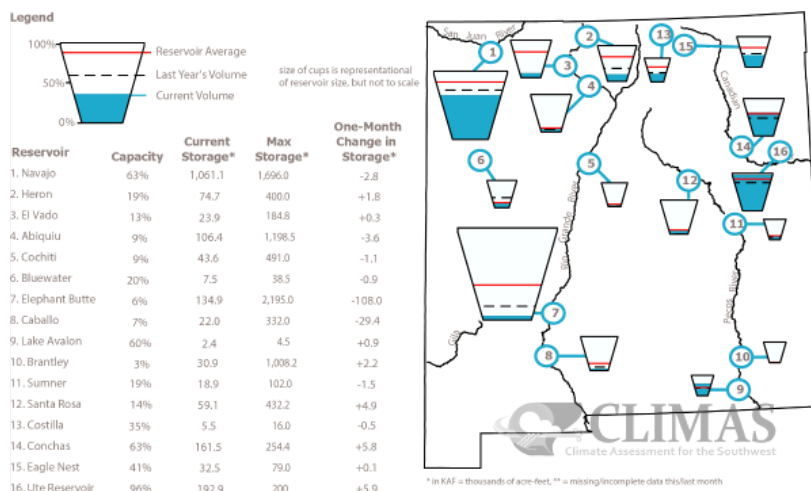 Legend
100%
50%
0%
Reservoir Average
Last Year's Volume
Current Volume
size of cups is representational
of reservoir size, but not to scale
Reservoir Capacity Current Storage* Max Storage* One-Month Change in Storage*
1. Navajo 63% 1,061.1 1,696.0 -2.8
2. Heron 19% 74.7 400.0 +1.8
3. El Vado 13% 23.9 184.8 +0.3
4. Abiquiu 9% 106.4 1,198.5 -3.6
5. Cochiti 9% 43.6 491.0 -1.1
6. Bluewater 20% 7.5 38.5 -0.9
7. Elephant Butte 6% 134.9 2,195.0 -108.0
8. Caballo 7% 22.0 332.0 -29.4
9. Lake Avalon 60% 2.4 4.5 +0.9
10. Brantley 3% 30.9 1,008.2 +2.2
11. Sumner 19% 18.9 102.0 -1.5
12. Santa Rosa 14% 59.1 432.2 +4.9
13. Costilla 35% 5.5 16.0 -0.5
14. Conchas 63% 161.5 254.4 +5.8
15. Eagle Nest 41% 32.5 79.0 +0.1
16. Ute Reservoir 96% 192.9 200 +5.9
San Juan River
1
2
3
4
13
15
Canadian
14
16
6
5
12
11
Rio Grande River
Pecos River
7
Gila
8
10
9
CLIMAS
Climate Assessment for the Southwest
* in KAF = thousands of acre-feet, ** = missing/incomplete data this/last month